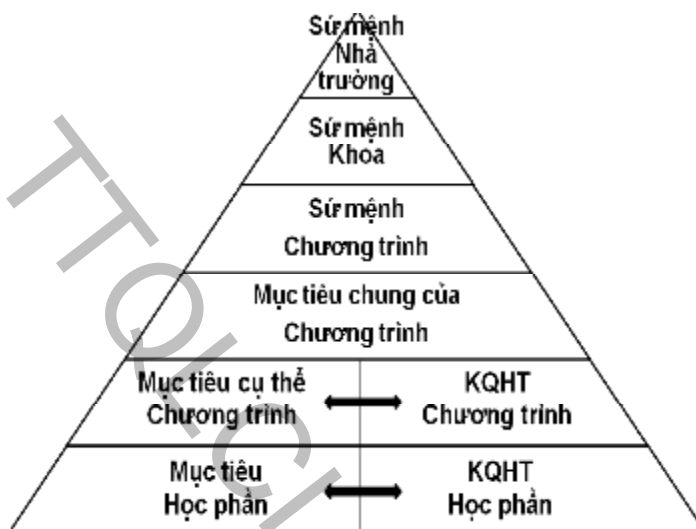 Sứ mệnh
Nhà
trường
Sứ mệnh
Khoa
Sứ mệnh
Chương trình
Mục tiêu chung của
Chương trình
Mục tiêu cụ thể
Chương trình
KQHT
Chương trình
Mục tiêu
Học phần
KQHT
Học phần
TTQLCL